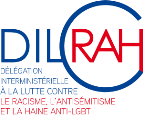 DILCRAH
DÉLÉGATION
INTERMINISTÉRIELLE
À LA LUTTE CONTRE
LE RACISME, L'ANTISÉMITISME
ET LA HAINE ANTI-LGBT